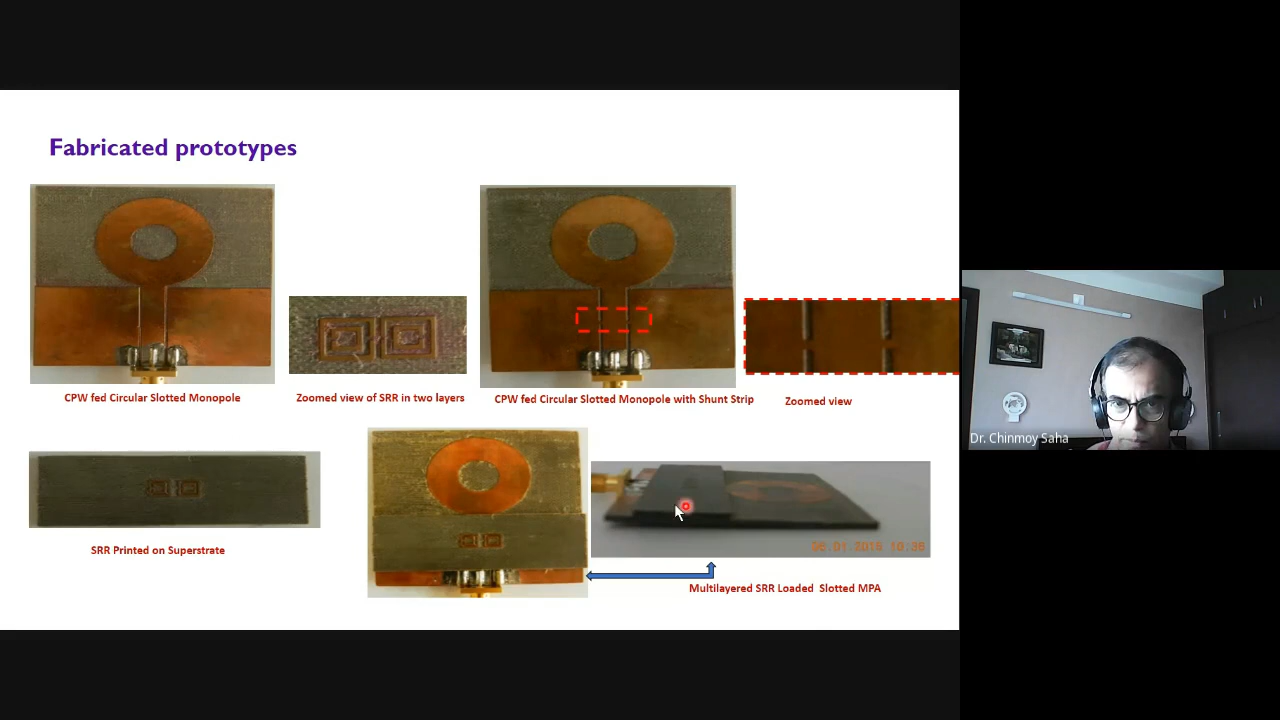 Fabricated prototypes
CPW fed Circular Slotted Monopole
Zoomed view of SRR in two layers
CPW fed Circular Slotted Monopole with Shunt Strip
Zoomed view
Dr. Chinmoy Saha
SRR Printed on Superstrate
Multilayered SRR Loaded Slotted MPA